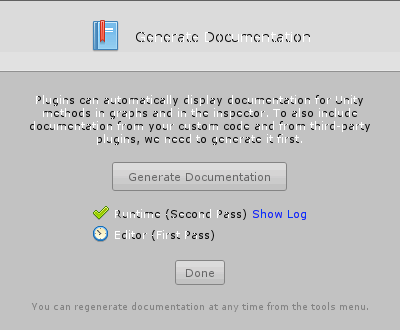 Generate Documentation
Plugins can automatically display documentation for Unity
methods in graphs and in the inspector. To also include
documentation from your custom code and from third-party
plugins, we need to generate it first.
Generate Documentation
Runtime (Second Pass) Show Log
Editor (First Pass)
Done
You can regenerate documentation at any time from the tools menu.